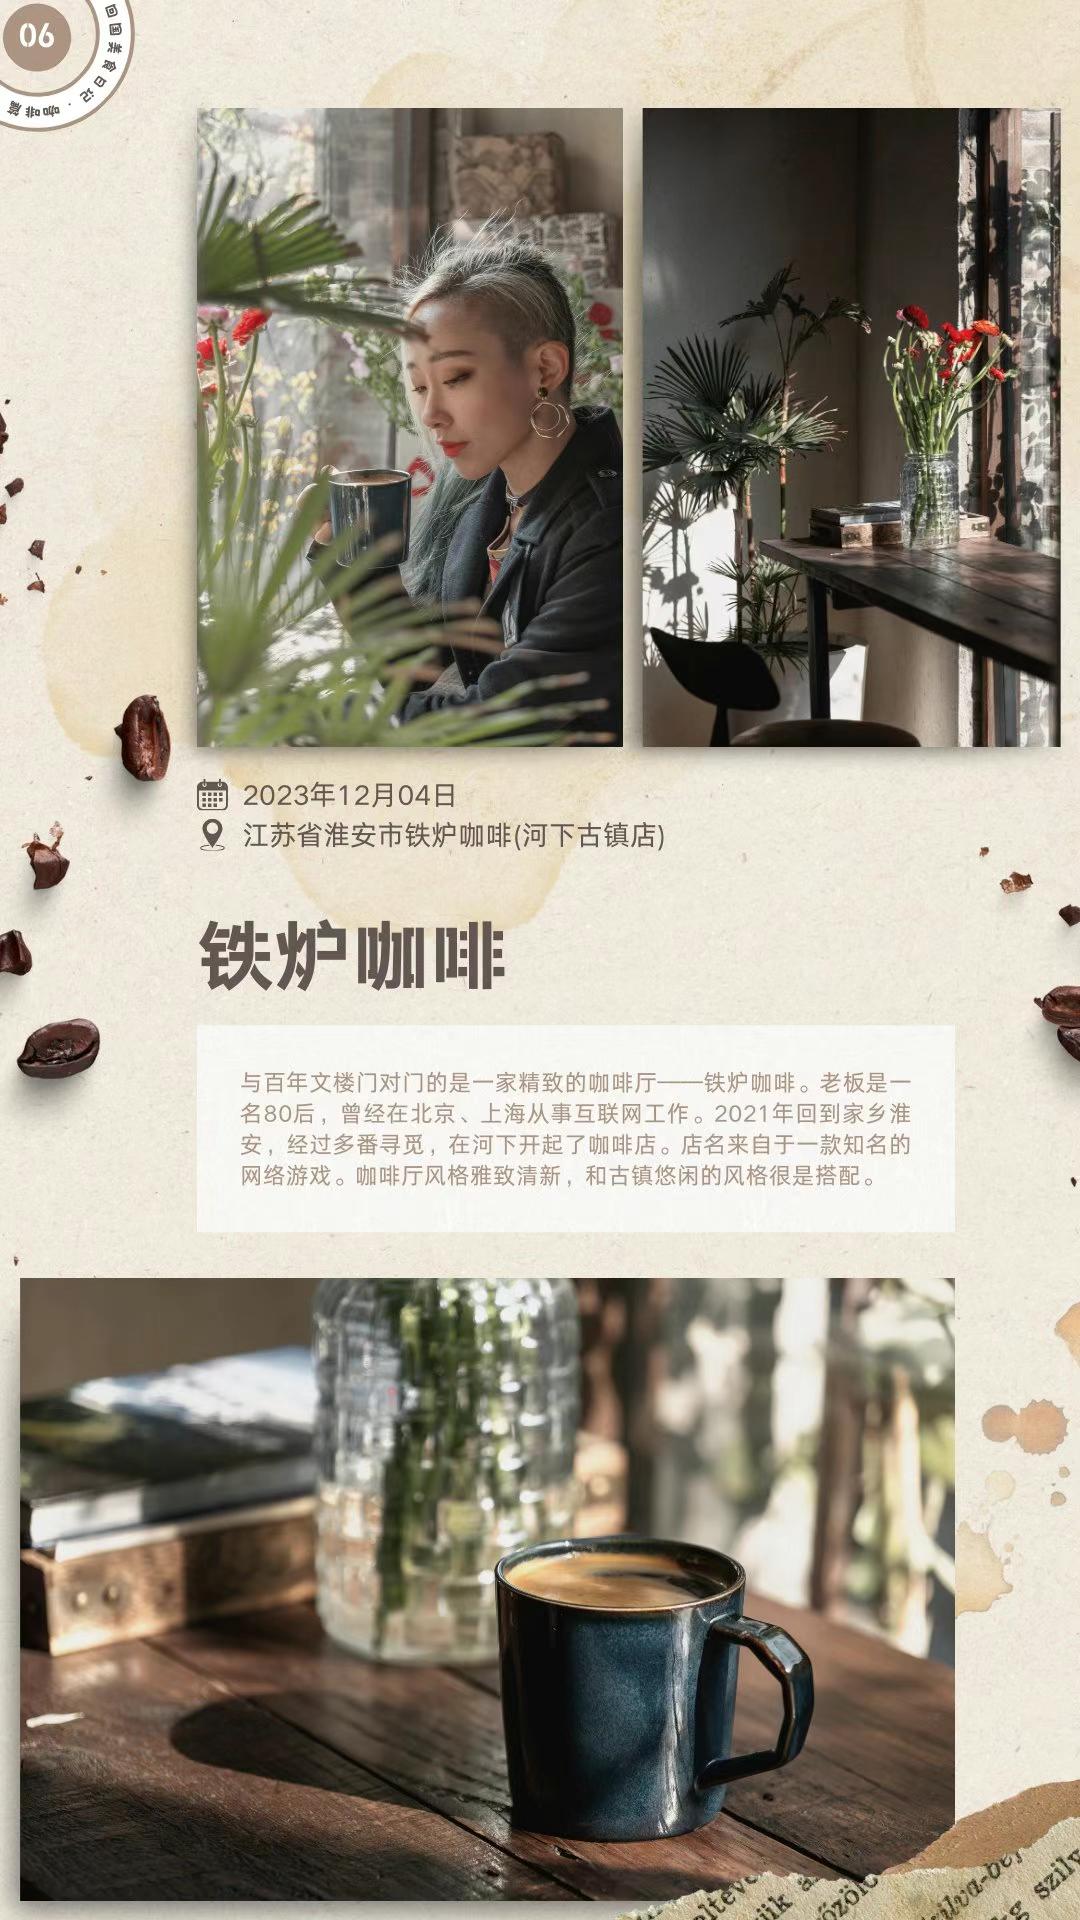 06
回国美食日记 · 咖啡篇
2023年12月04日
江苏省淮安市铁炉咖啡(河下古镇店)
铁炉咖啡
与百年文楼门对门的是一家精致的咖啡厅——铁炉咖啡。老板是一
名80后，曾经在北京、上海从事互联网工作。2021年回到家乡淮
安，经过多番寻觅，在河下开起了咖啡店。店名来自于一款知名的
网络游戏。咖啡厅风格雅致清新，和古镇悠闲的风格很是搭配。
szilv